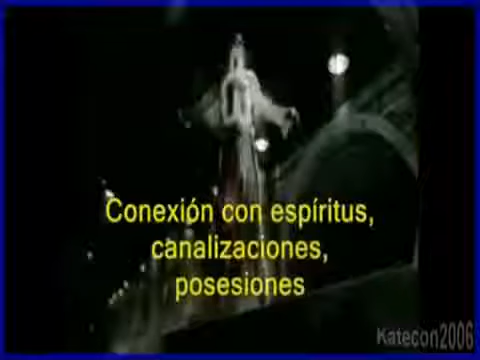 Conexión con espíritus,
canalizaciones,
posesiones
Katecon2006